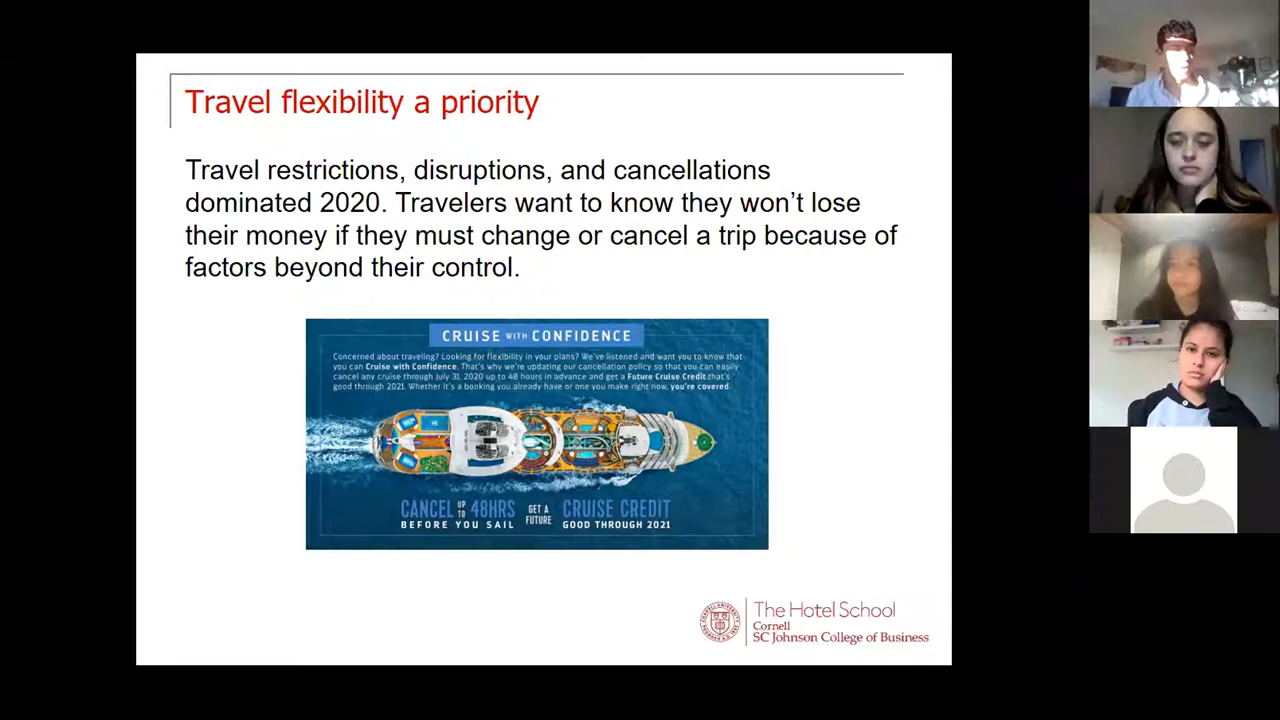 Travel flexibility a priority
Travel restrictions, disruptions, and cancellations
dominated 2020. Travelers want to know they won't lose
their money if they must change or cancel a trip because of
factors beyond their control.
CRUISE WITH CONFIDENCE
Concerned about traveling? Looking for flexibility in your plans? We've listened and want you to know that
you can Cruise with Confidence. That's why we're updating our cancellation policy so that you can easily
cancel any cruise through July 31, 2020 up to 48 hours in advance and get a Future Cruise Credit that's
good through 2021. Whether it's a booking you already have or one you make right now, you're covered.
CANCEL UP TO 48HRS
BEFORE YOU SAIL
GET A
FUTURE
CRUISE CREDIT
GOOD THROUGH 2021
The Hotel School
Cornell
SC Johnson College of Business